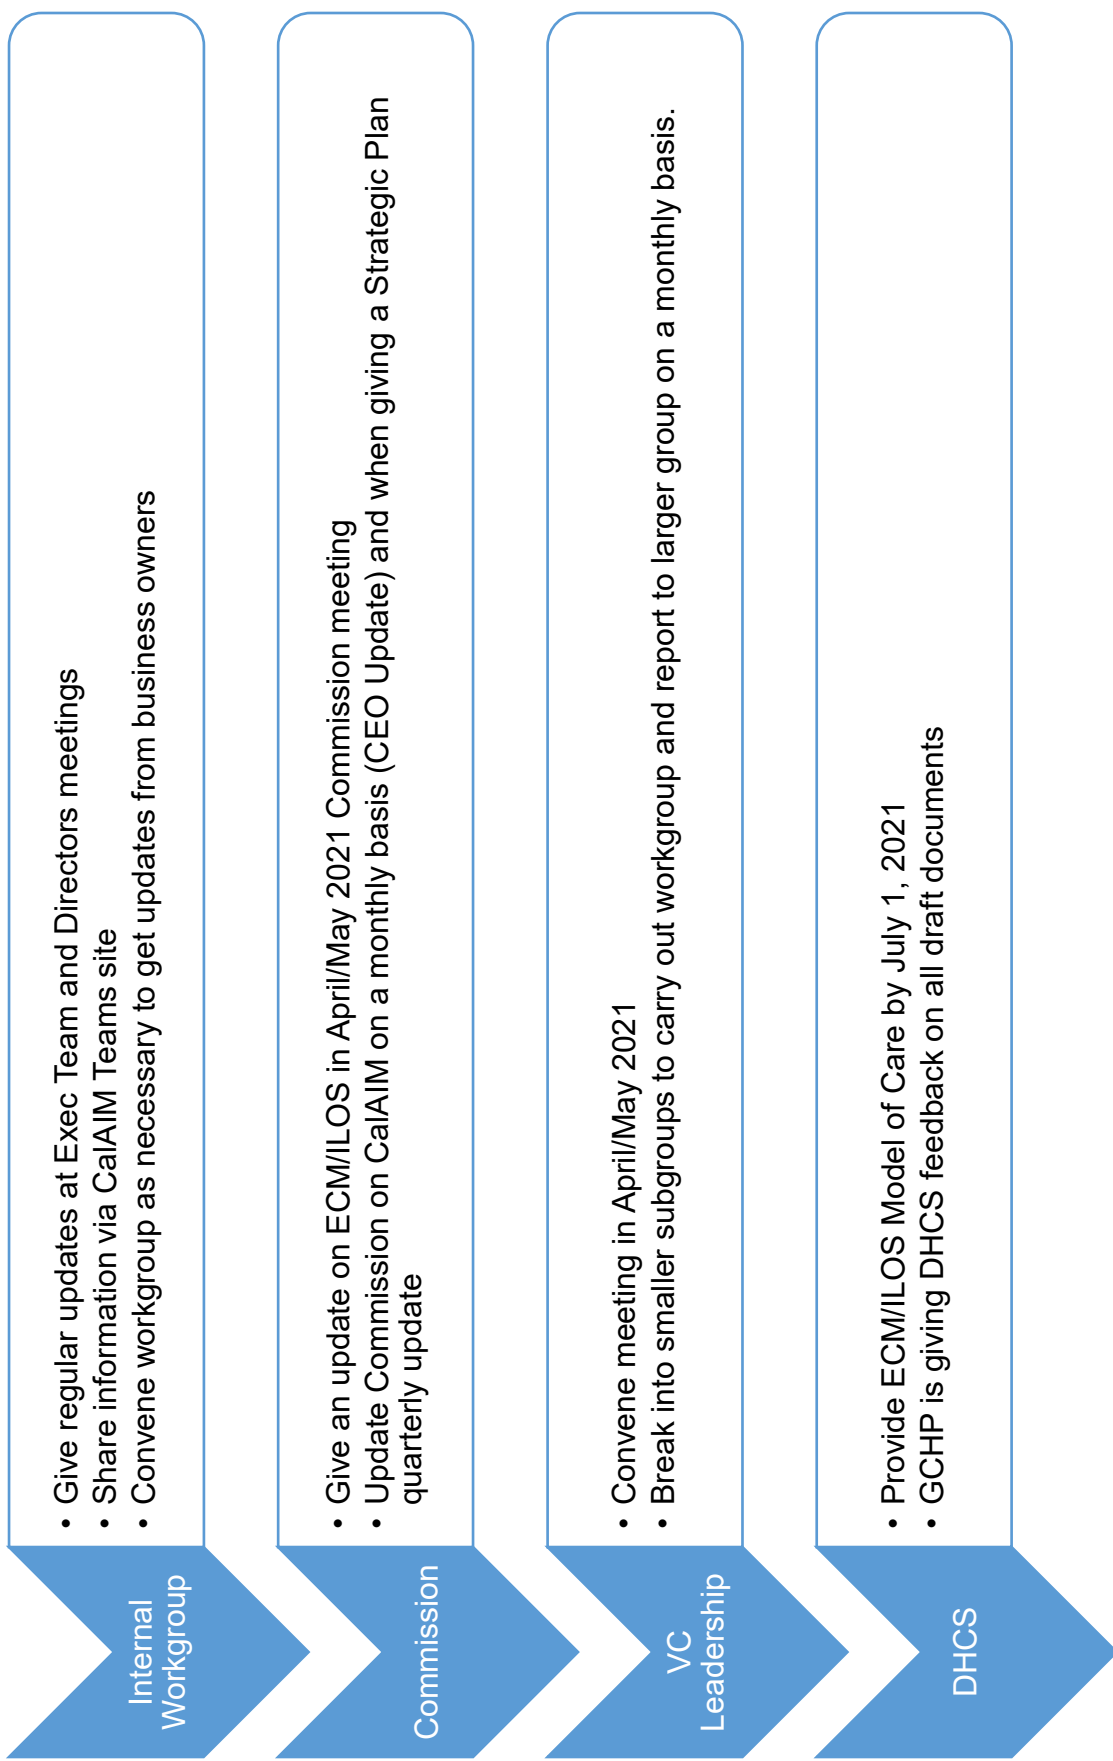 Internal
Workgroup
• Give regular updates at Exec Team and Directors meetings
• Share information via CalAIM Teams site
• Convene workgroup as necessary to get updates from business owners
Commission
• Give an update on ECM/ILOS in April/May 2021 Commission meeting
• Update Commission on CalAIM on a monthly basis (CEO Update) and when giving a Strategic Plan
quarterly update
VC
Leadership
• Convene meeting in April/May 2021
• Break into smaller subgroups to carry out workgroup and report to larger group on a monthly basis.
DHCS
• Provide ECM/ILOS Model of Care by July 1, 2021
• GCHP is giving DHCS feedback on all draft documents